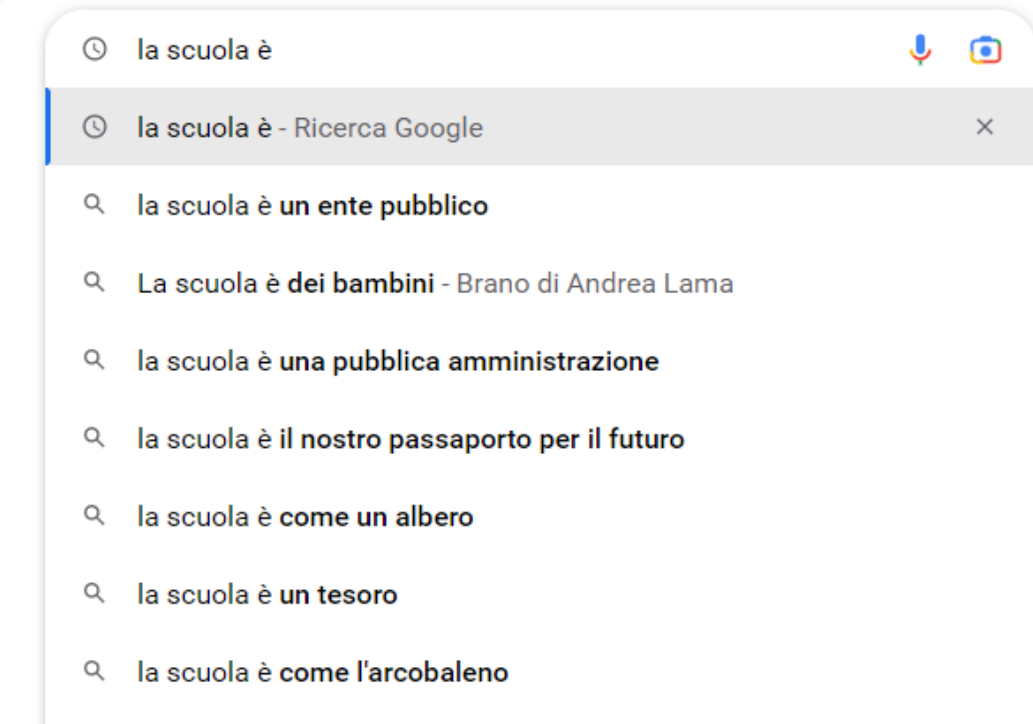 la scuola è
la scuola è - Ricerca Google
la scuola è un ente pubblico
La scuola è dei bambini - Brano di Andrea Lama
la scuola è una pubblica amministrazione
la scuola è il nostro passaporto per il futuro
la scuola è come un albero
la scuola è un tesoro
la scuola è come l'arcobaleno